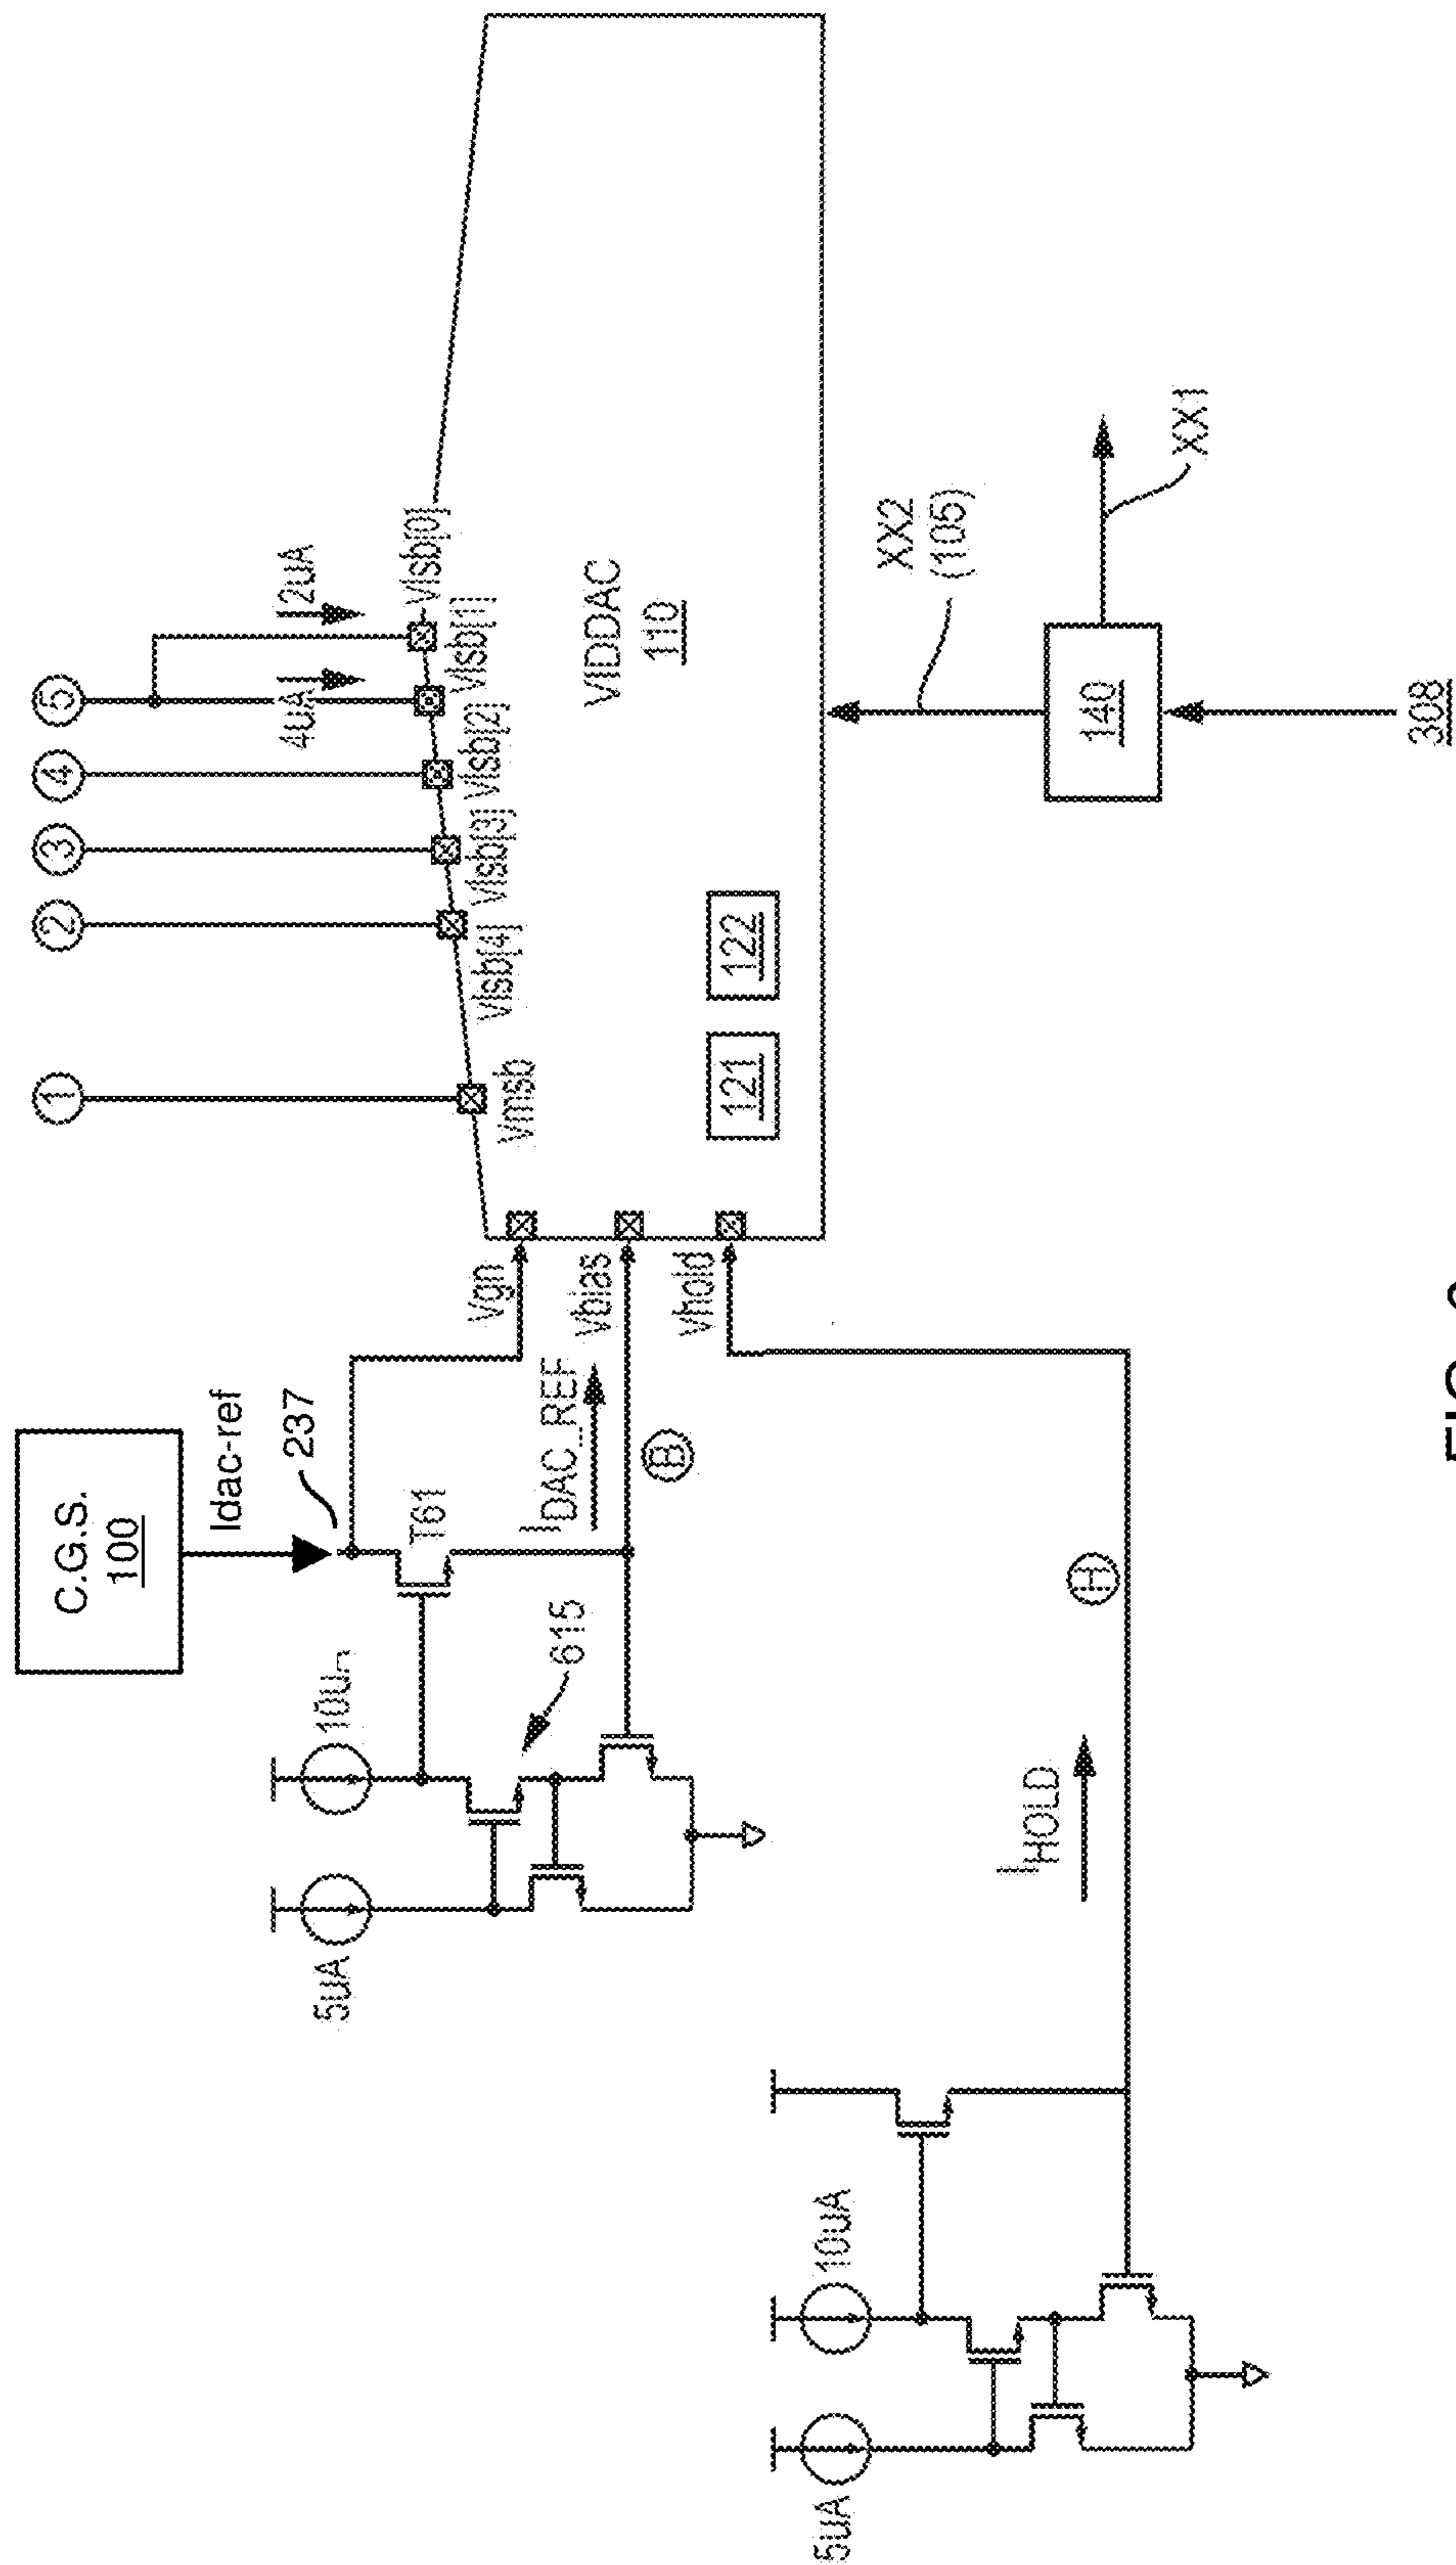 C.G.S.
100
Idac-ref
237
5uA
10u
T61
615
Vgn
Vbias
Vhold
IDAC_REF
B
1
2
3
4
5
4uA
2uA
Vmsb
Vlsb[4]
Vlsb[3]
Vlsb[2]
Vlsb[1]
Vlsb[0]
VIDDAC
110
121
122
5uA
10uA
IHOLD
H
XX2
(105)
140
XX1
308
FIG.